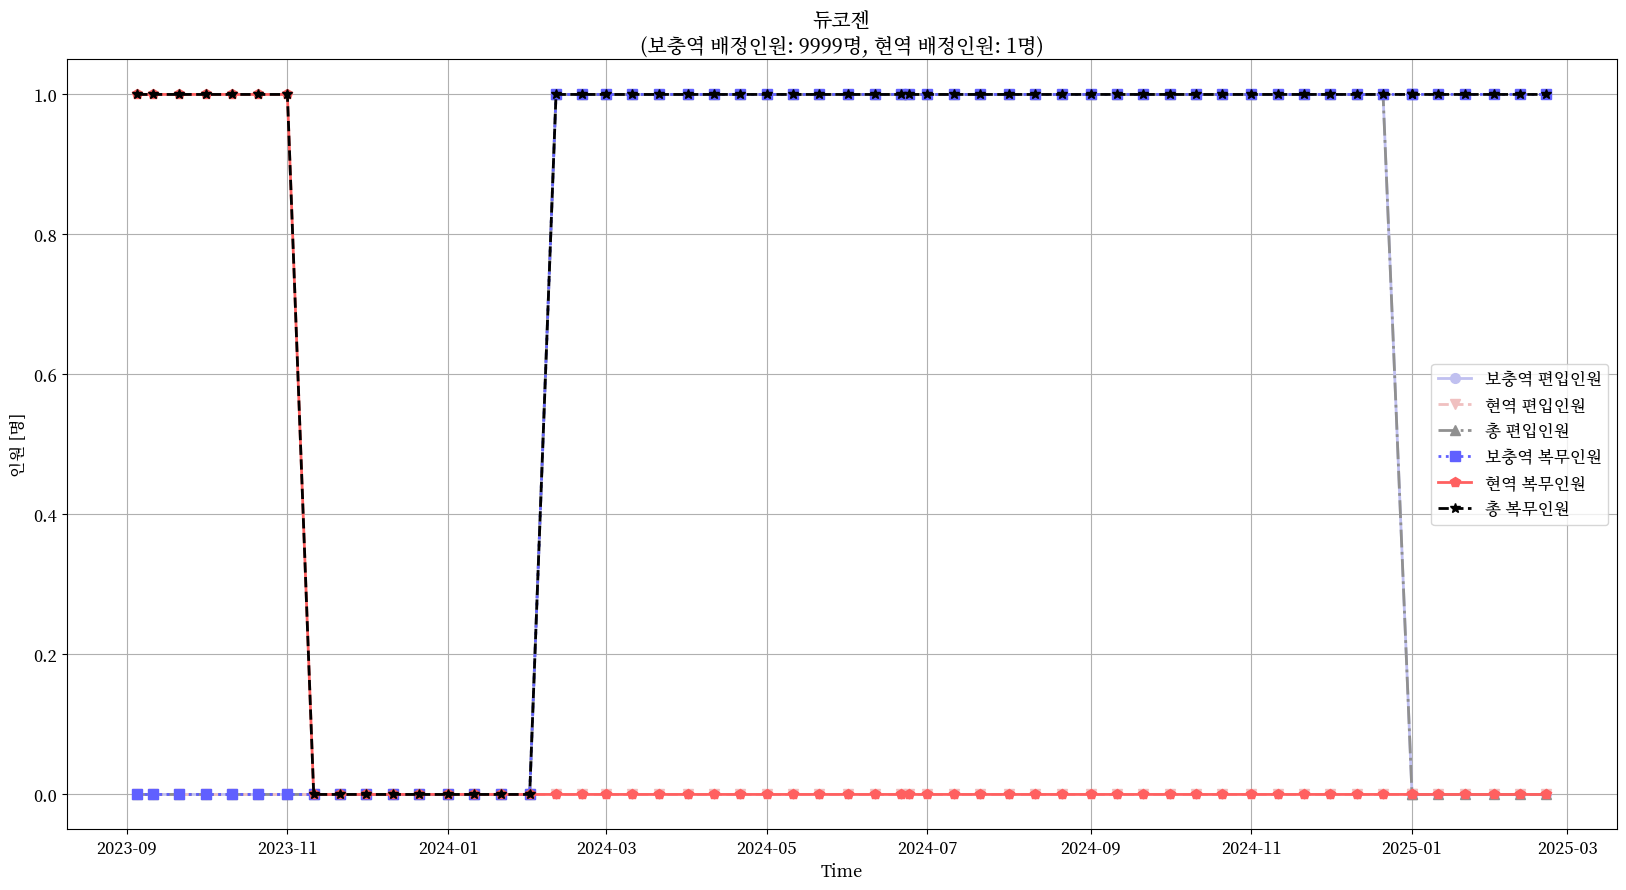 듀코젠
(보충역 배정인원: 9999명, 현역 배정인원: 1명)
인원 [명]
1.0
0.8
0.6
0.4
0.2
0.0
보충역 편입인원
현역 편입인원
총 편입인원
보충역 복무인원
현역 복무인원
총 복무인원
2023-09 2023-11 2024-01 2024-03 2024-05 2024-07 2024-09 2024-11 2025-01 2025-03
Time